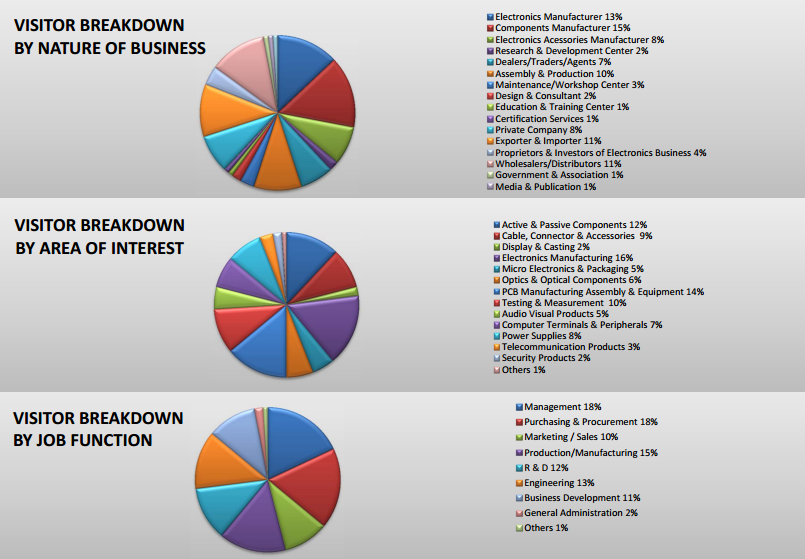 VISITOR BREAKDOWN
BY NATURE OF BUSINESS
Electronics Manufacturer 13%
Components Manufacturer 15%
Electronics Acessories Manufacturer 8%
Research & Development Center 2%
Dealers/Traders/Agents 7%
Assembly & Production 10%
Maintenance/Workshop Center 3%
Design & Consultant 2%
Education & Training Center 1%
Certification Services 1%
Private Company 8%
Exporter & Importer 11%
Proprietors & Investors of Electronics Business 4%
Wholesalers/Distributors 11%
Government & Association 1%
Media & Publication 1%
VISITOR BREAKDOWN
BY AREA OF INTEREST
Active & Passive Components 12%
Cable, Connector & Accessories 9%
Display & Casting 2%
Electronics Manufacturing 16%
Micro Electronics & Packaging 5%
Optics & Optical Components 6%
PCB Manufacturing Assembly & Equipment 14%
Testing & Measurement 10%
Audio Visual Products 5%
Computer Terminals & Peripherals 7%
Power Supplies 8%
Telecommunication Products 3%
Security Products 2%
Others 1%
VISITOR BREAKDOWN
BY JOB FUNCTION
Management 18%
Purchasing & Procurement 18%
Marketing / Sales 10%
Production/Manufacturing 15%
R & D 12%
Engineering 13%
Business Development 11%
General Administration 2%
Others 1%